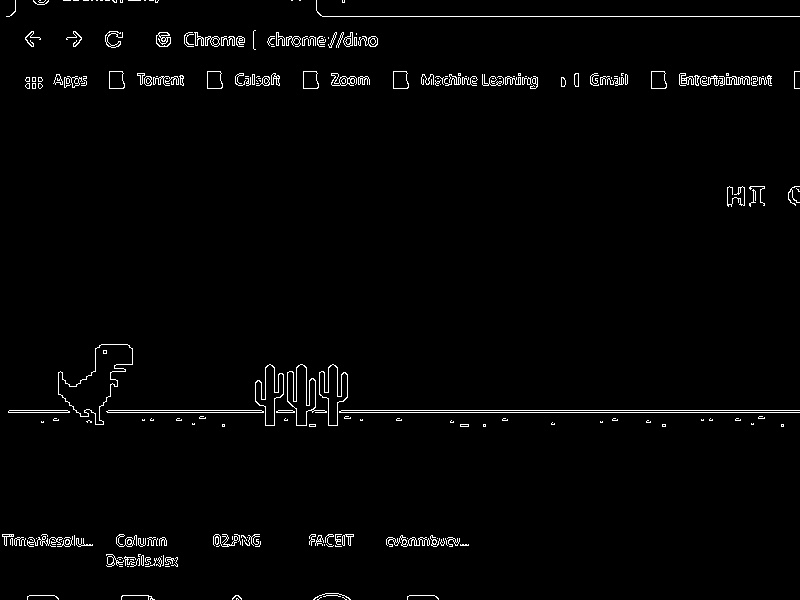 Chrome | chrome://dino
Apps Torrent Calsoft Zoom Machine Learning Gmail Entertainment
HI
TimerResolu... Column 02.PNG FACEIT cvbnmbvcv...
Details.xlsx